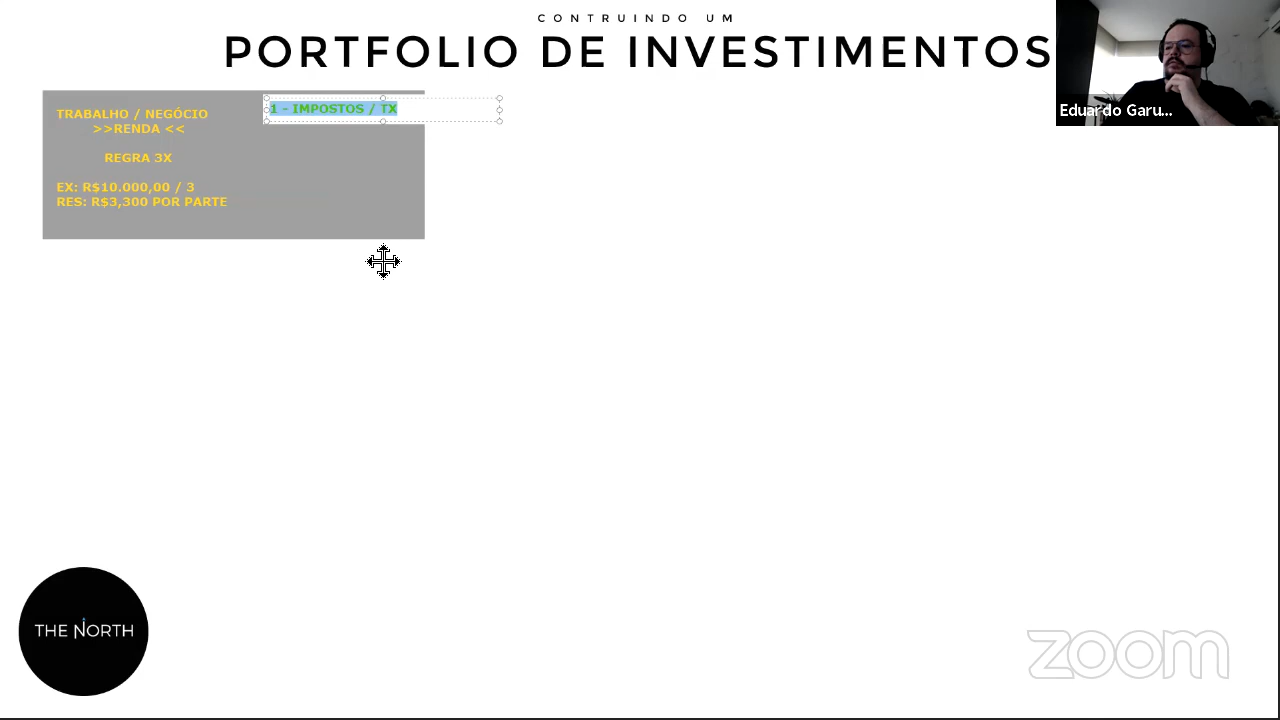 CONTRUINDO UM
PORTFOLIO DE INVESTIMENTOS
Eduardo Garu...
TRABALHO / NEGÓCIO
>>RENDA <<
REGRA 3X
EX: R$10.000,00 / 3
RES: R$3,300 POR PARTE
1 - IMPOSTOS / TX
THE NORTH
zoom